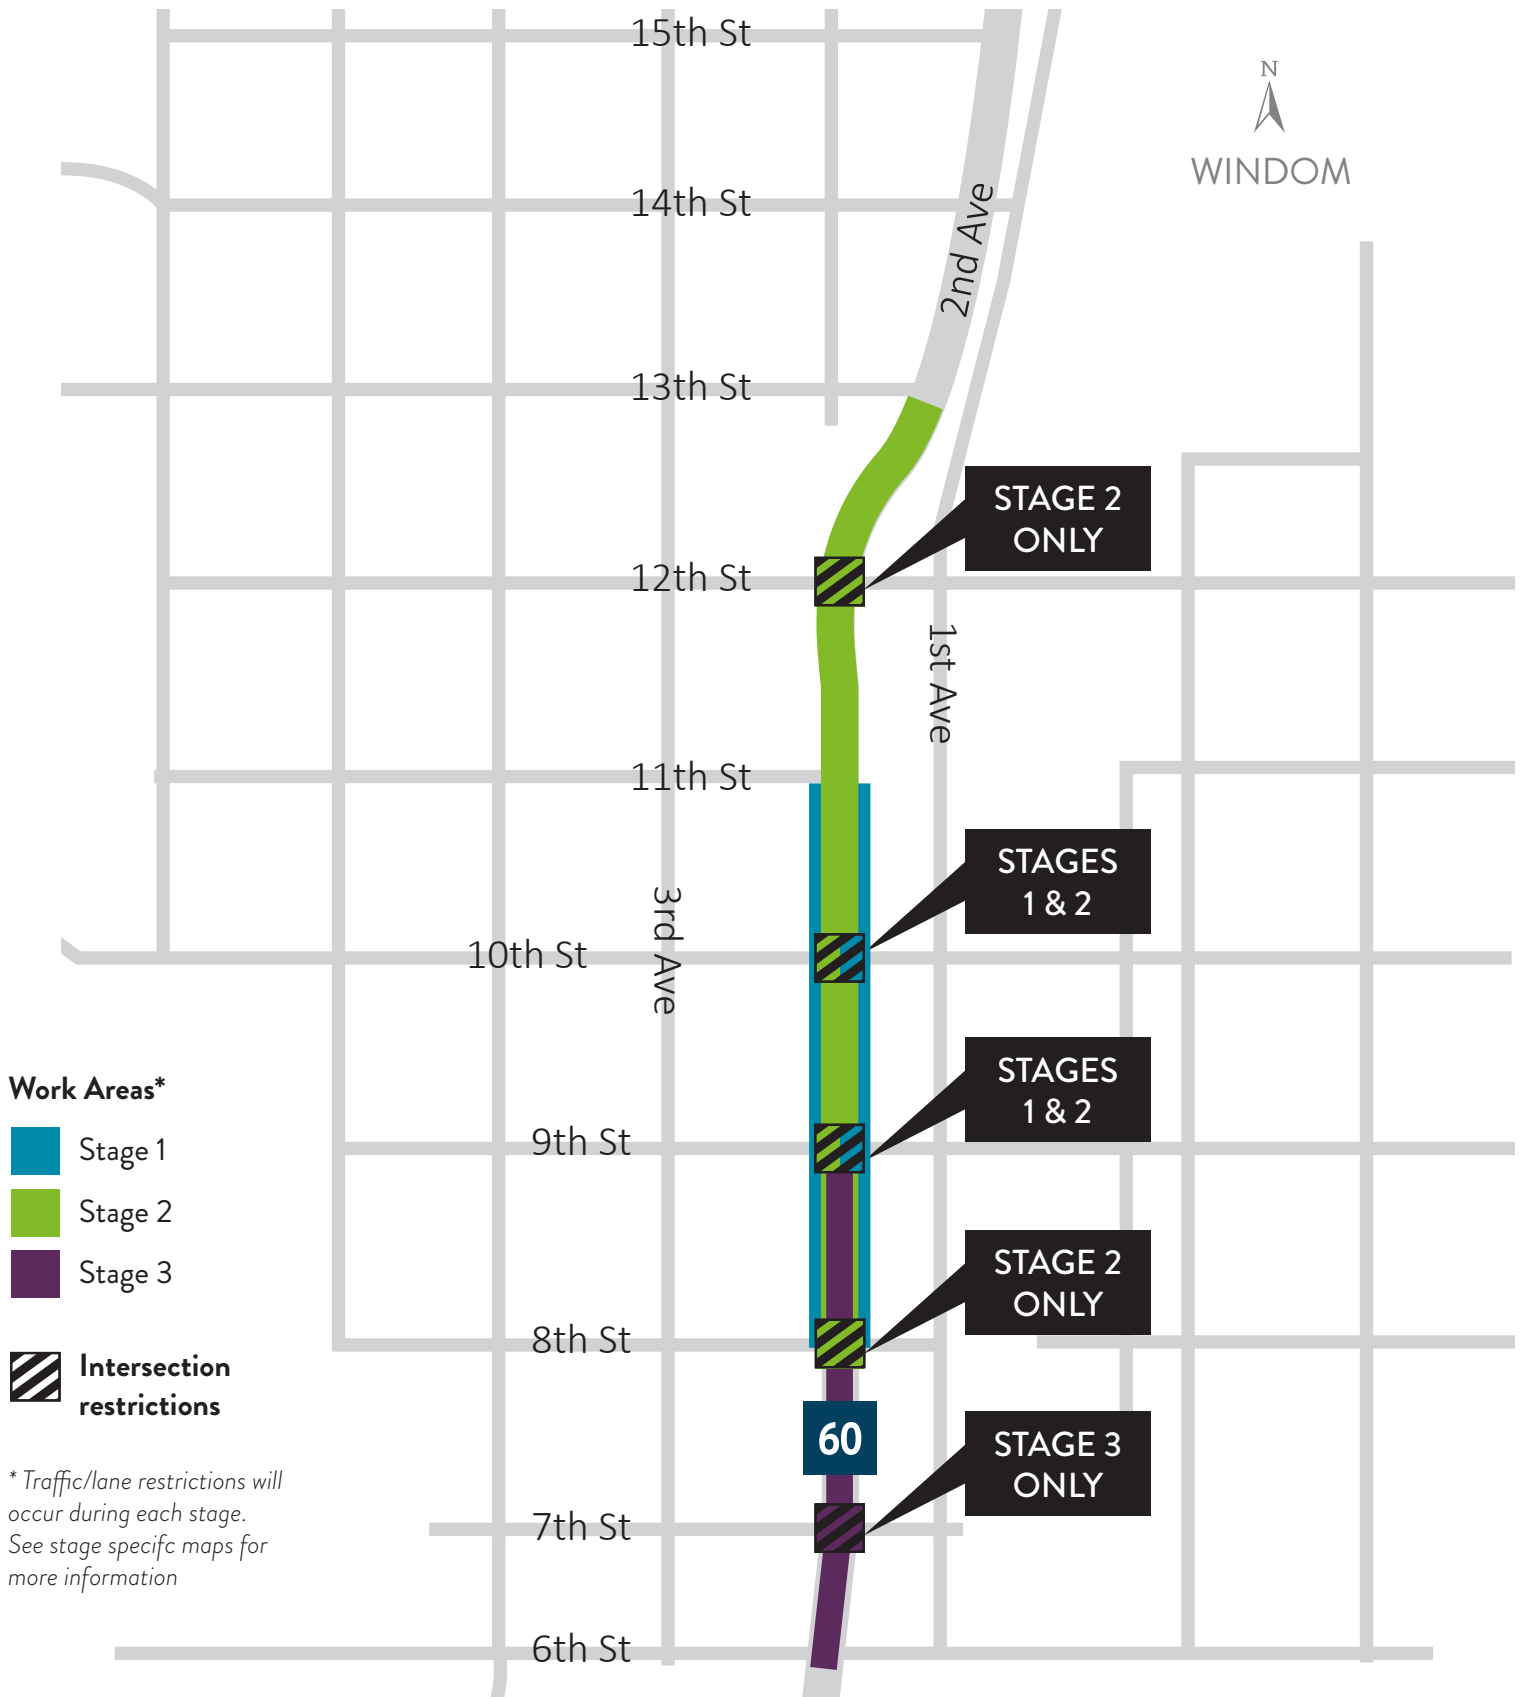 15th St
N
WINDOM
14th St
2nd Ave
13th St
STAGE 2
ONLY
12th St
1st Ave
11th St
STAGES
1 & 2
3rd Ave
10th St
STAGES
1 & 2
Work Areas*
Stage 1
9th St
Stage 2
STAGE 2
ONLY
Stage 3
8th St
Intersection
restrictions
60
STAGE 3
ONLY
* Traffic/lane restrictions will
occur during each stage.
See stage specifc maps for
more information
7th St
6th St